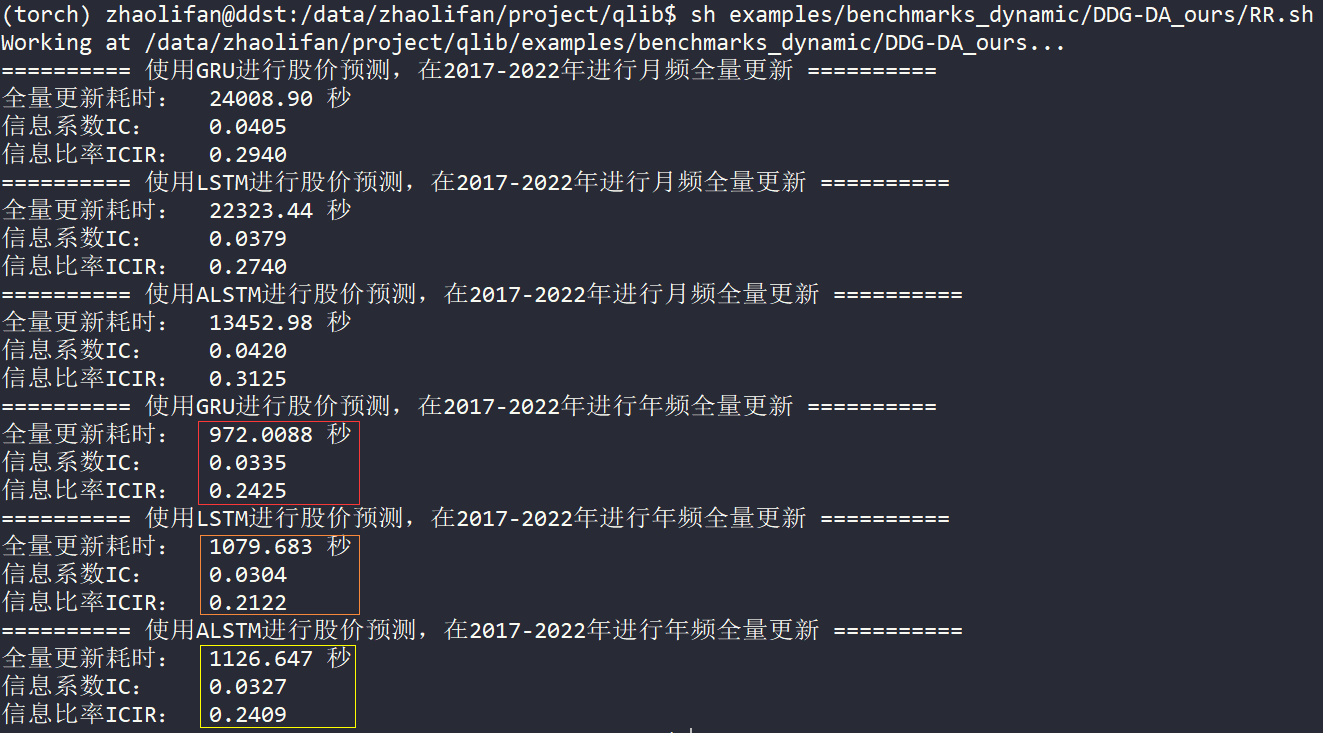 (torch) zhaolifan@ddst:/data/zhaolifan/project/qlib$ sh examples/benchmarks_dynamic/DDG-DA_ours/RR.sh
Working at /data/zhaolifan/project/qlib/examples/benchmarks_dynamic/DDG-DA_ours...
========== 使用GRU进行股价预测，在2017-2022年进行月频全量更新 ==========
全量更新耗时： 24008.90 秒
信息系数IC： 0.0405
信息比率ICIR： 0.2940
========== 使用LSTM进行股价预测，在2017-2022年进行月频全量更新 ==========
全量更新耗时： 22323.44 秒
信息系数IC： 0.0379
信息比率ICIR： 0.2740
========== 使用ALSTM进行股价预测，在2017-2022年进行月频全量更新 ==========
全量更新耗时： 13452.98 秒
信息系数IC： 0.0420
信息比率ICIR： 0.3125
========== 使用GRU进行股价预测，在2017-2022年进行年频全量更新 ==========
全量更新耗时： 972.0088 秒
信息系数IC： 0.0335
信息比率ICIR： 0.2425
========== 使用LSTM进行股价预测，在2017-2022年进行年频全量更新 ==========
全量更新耗时： 1079.683 秒
信息系数IC： 0.0304
信息比率ICIR： 0.2122
========== 使用ALSTM进行股价预测，在2017-2022年进行年频全量更新 ==========
全量更新耗时： 1126.647 秒
信息系数IC： 0.0327
信息比率ICIR： 0.2409